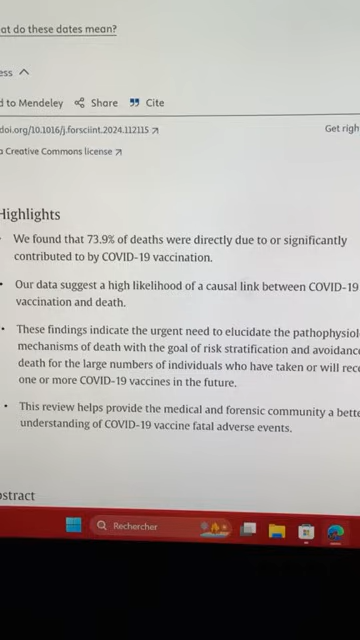 at do these dates mean?
ess
d to Mendeley Share Cite
doi.org/10.1016/j.forsciint.2024.112115 Get righ
a Creative Commons license
Highlights
• We found that 73.9% of deaths were directly due to or significantly
contributed to by COVID-19 vaccination.
• Our data suggest a high likelihood of a causal link between COVID-19
vaccination and death.
• These findings indicate the urgent need to elucidate the pathophysiol
mechanisms of death with the goal of risk stratification and avoidanc
death for the large numbers of individuals who have taken or will rece
one or more COVID-19 vaccines in the future.
• This review helps provide the medical and forensic community a bette
understanding of COVID-19 vaccine fatal adverse events.
ostract
Rechercher